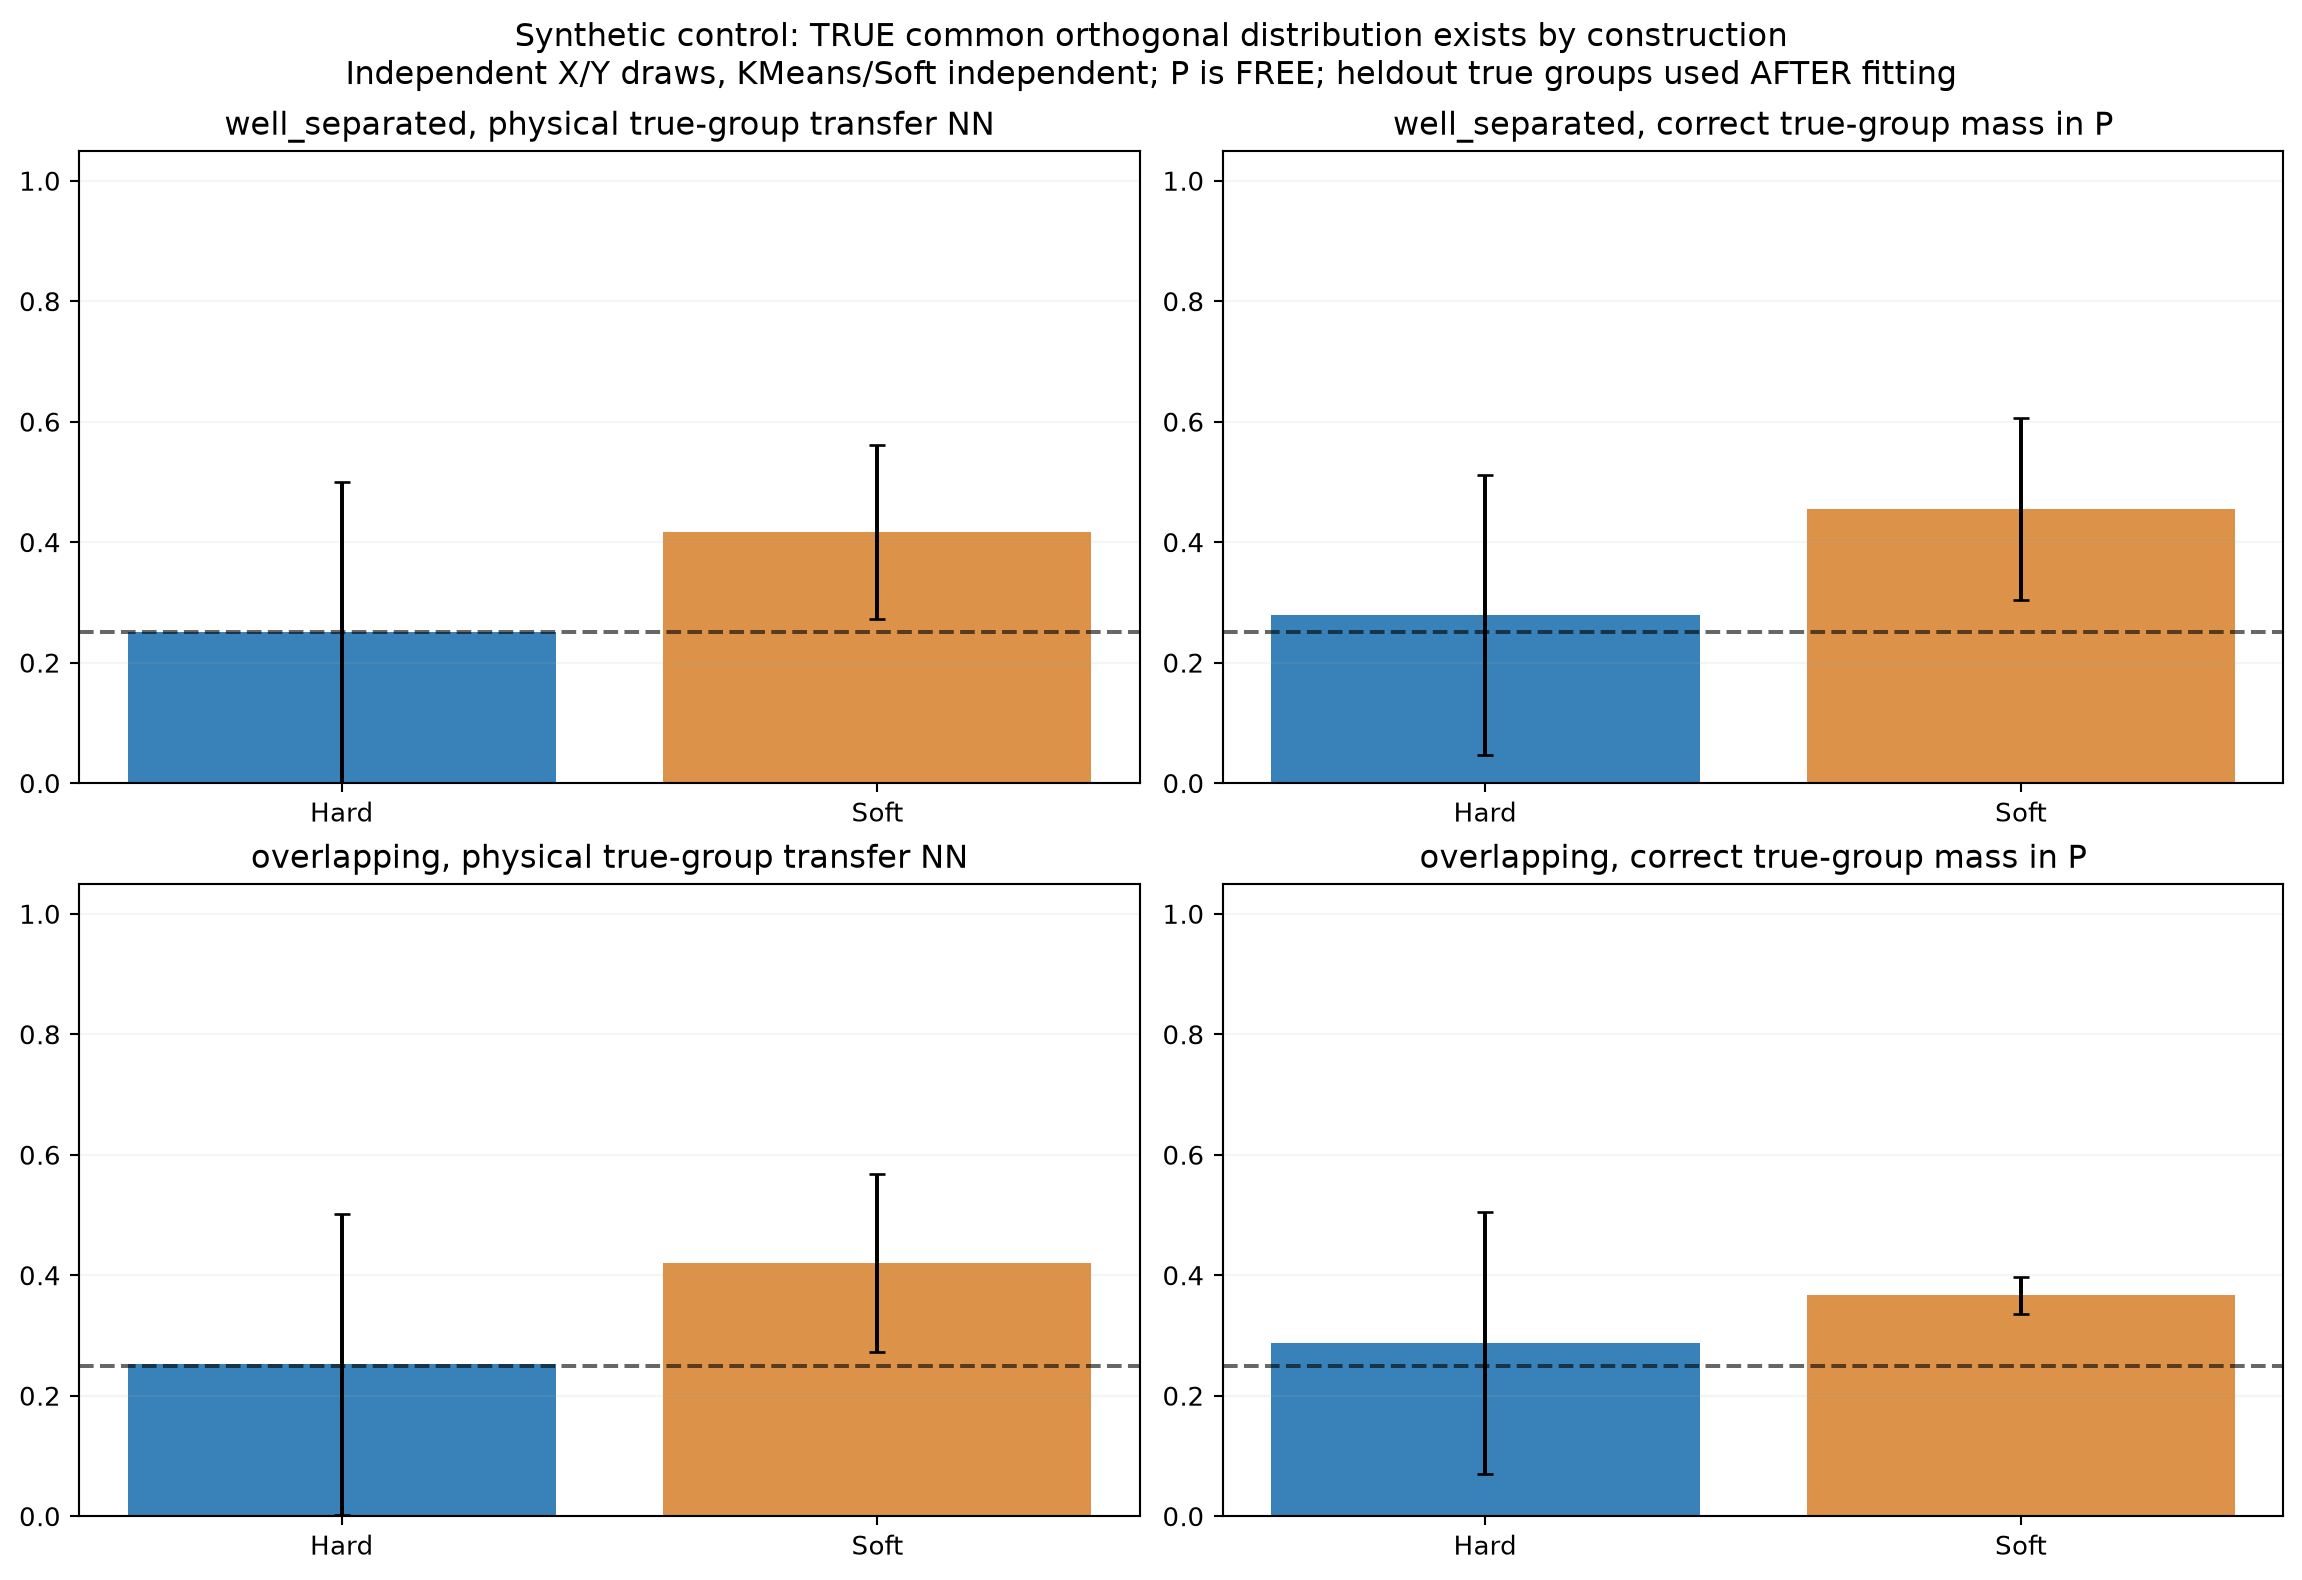 Synthetic control: TRUE common orthogonal distribution exists by construction
Independent X/Y draws, KMeans/Soft independent; P is FREE; heldout true groups used AFTER fitting
well_separated, physical true-group transfer NN
1.0
0.8
0.6
0.4
0.2
0.0
Hard
Soft
well_separated, correct true-group mass in P
1.0
0.8
0.6
0.4
0.2
0.0
Hard
Soft
overlapping, physical true-group transfer NN
1.0
0.8
0.6
0.4
0.2
0.0
Hard
Soft
overlapping, correct true-group mass in P
1.0
0.8
0.6
0.4
0.2
0.0
Hard
Soft